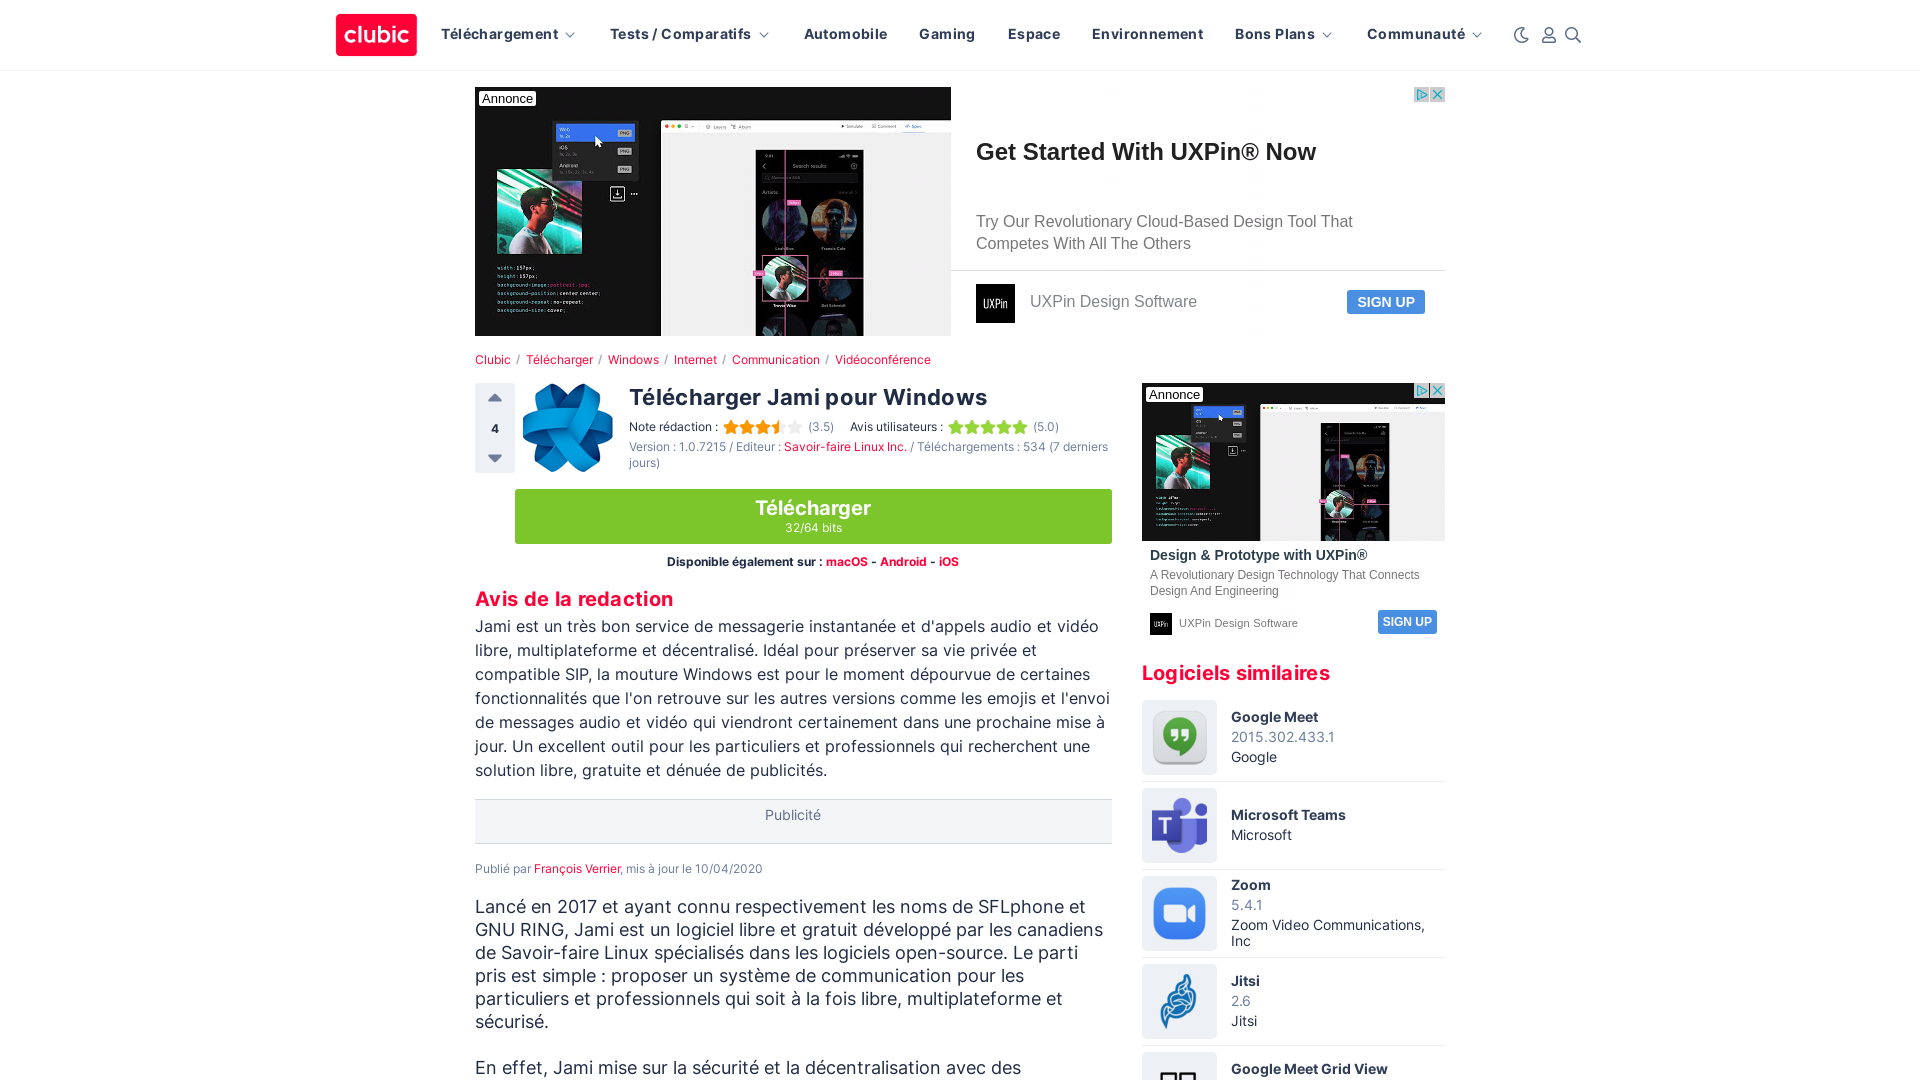 clubic
Téléchargement
Tests / Comparatifs
Automobile
Gaming
Espace
Environnement
Bons Plans
Communauté
Annonce
Get Started With UXPin® Now
Try Our Revolutionary Cloud-Based Design Tool That
Competes With All The Others
UXPin
UXPin Design Software
SIGN UP
Clubic / Télécharger / Windows / Internet / Communication / Vidéoconférence
4
Télécharger Jami pour Windows
Note rédaction : (3.5) Avis utilisateurs : (5.0)
Version : 1.0.7215 / Editeur : Savoir-faire Linux Inc. / Téléchargements : 534 (7 derniers
jours)
Télécharger
32/64 bits
Disponible également sur : macOS - Android - iOS
Avis de la redaction
Jami est un très bon service de messagerie instantanée et d'appels audio et vidéo
libre, multiplateforme et décentralisé. Idéal pour préserver sa vie privée et
compatible SIP, la mouture Windows est pour le moment dépourvue de certaines
fonctionnalités que l'on retrouve sur les autres versions comme les emojis et l'envoi
de messages audio et vidéo qui viendront certainement dans une prochaine mise à
jour. Un excellent outil pour les particuliers et professionnels qui recherchent une
solution libre, gratuite et dénuée de publicités.
Publicité
Publié par François Verrier, mis à jour le 10/04/2020
Lancé en 2017 et ayant connu respectivement les noms de SFLphone et
GNU RING, Jami est un logiciel libre et gratuit développé par les canadiens
de Savoir-faire Linux spécialisés dans les logiciels open-source. Le parti
pris est simple : proposer un système de communication pour les
particuliers et professionnels qui soit à la fois libre, multiplateforme et
sécurisé.
En effet, Jami mise sur la sécurité et la décentralisation avec des
Annonce
Design & Prototype with UXPin®
A Revolutionary Design Technology That Connects
Design And Engineering
UXPin
UXPin Design Software
SIGN UP
Logiciels similaires
Google Meet
2015.302.433.1
Google
Microsoft Teams
Microsoft
Zoom
5.4.1
Zoom Video Communications,
Inc
Jitsi
2.6
Jitsi
Google Meet Grid View